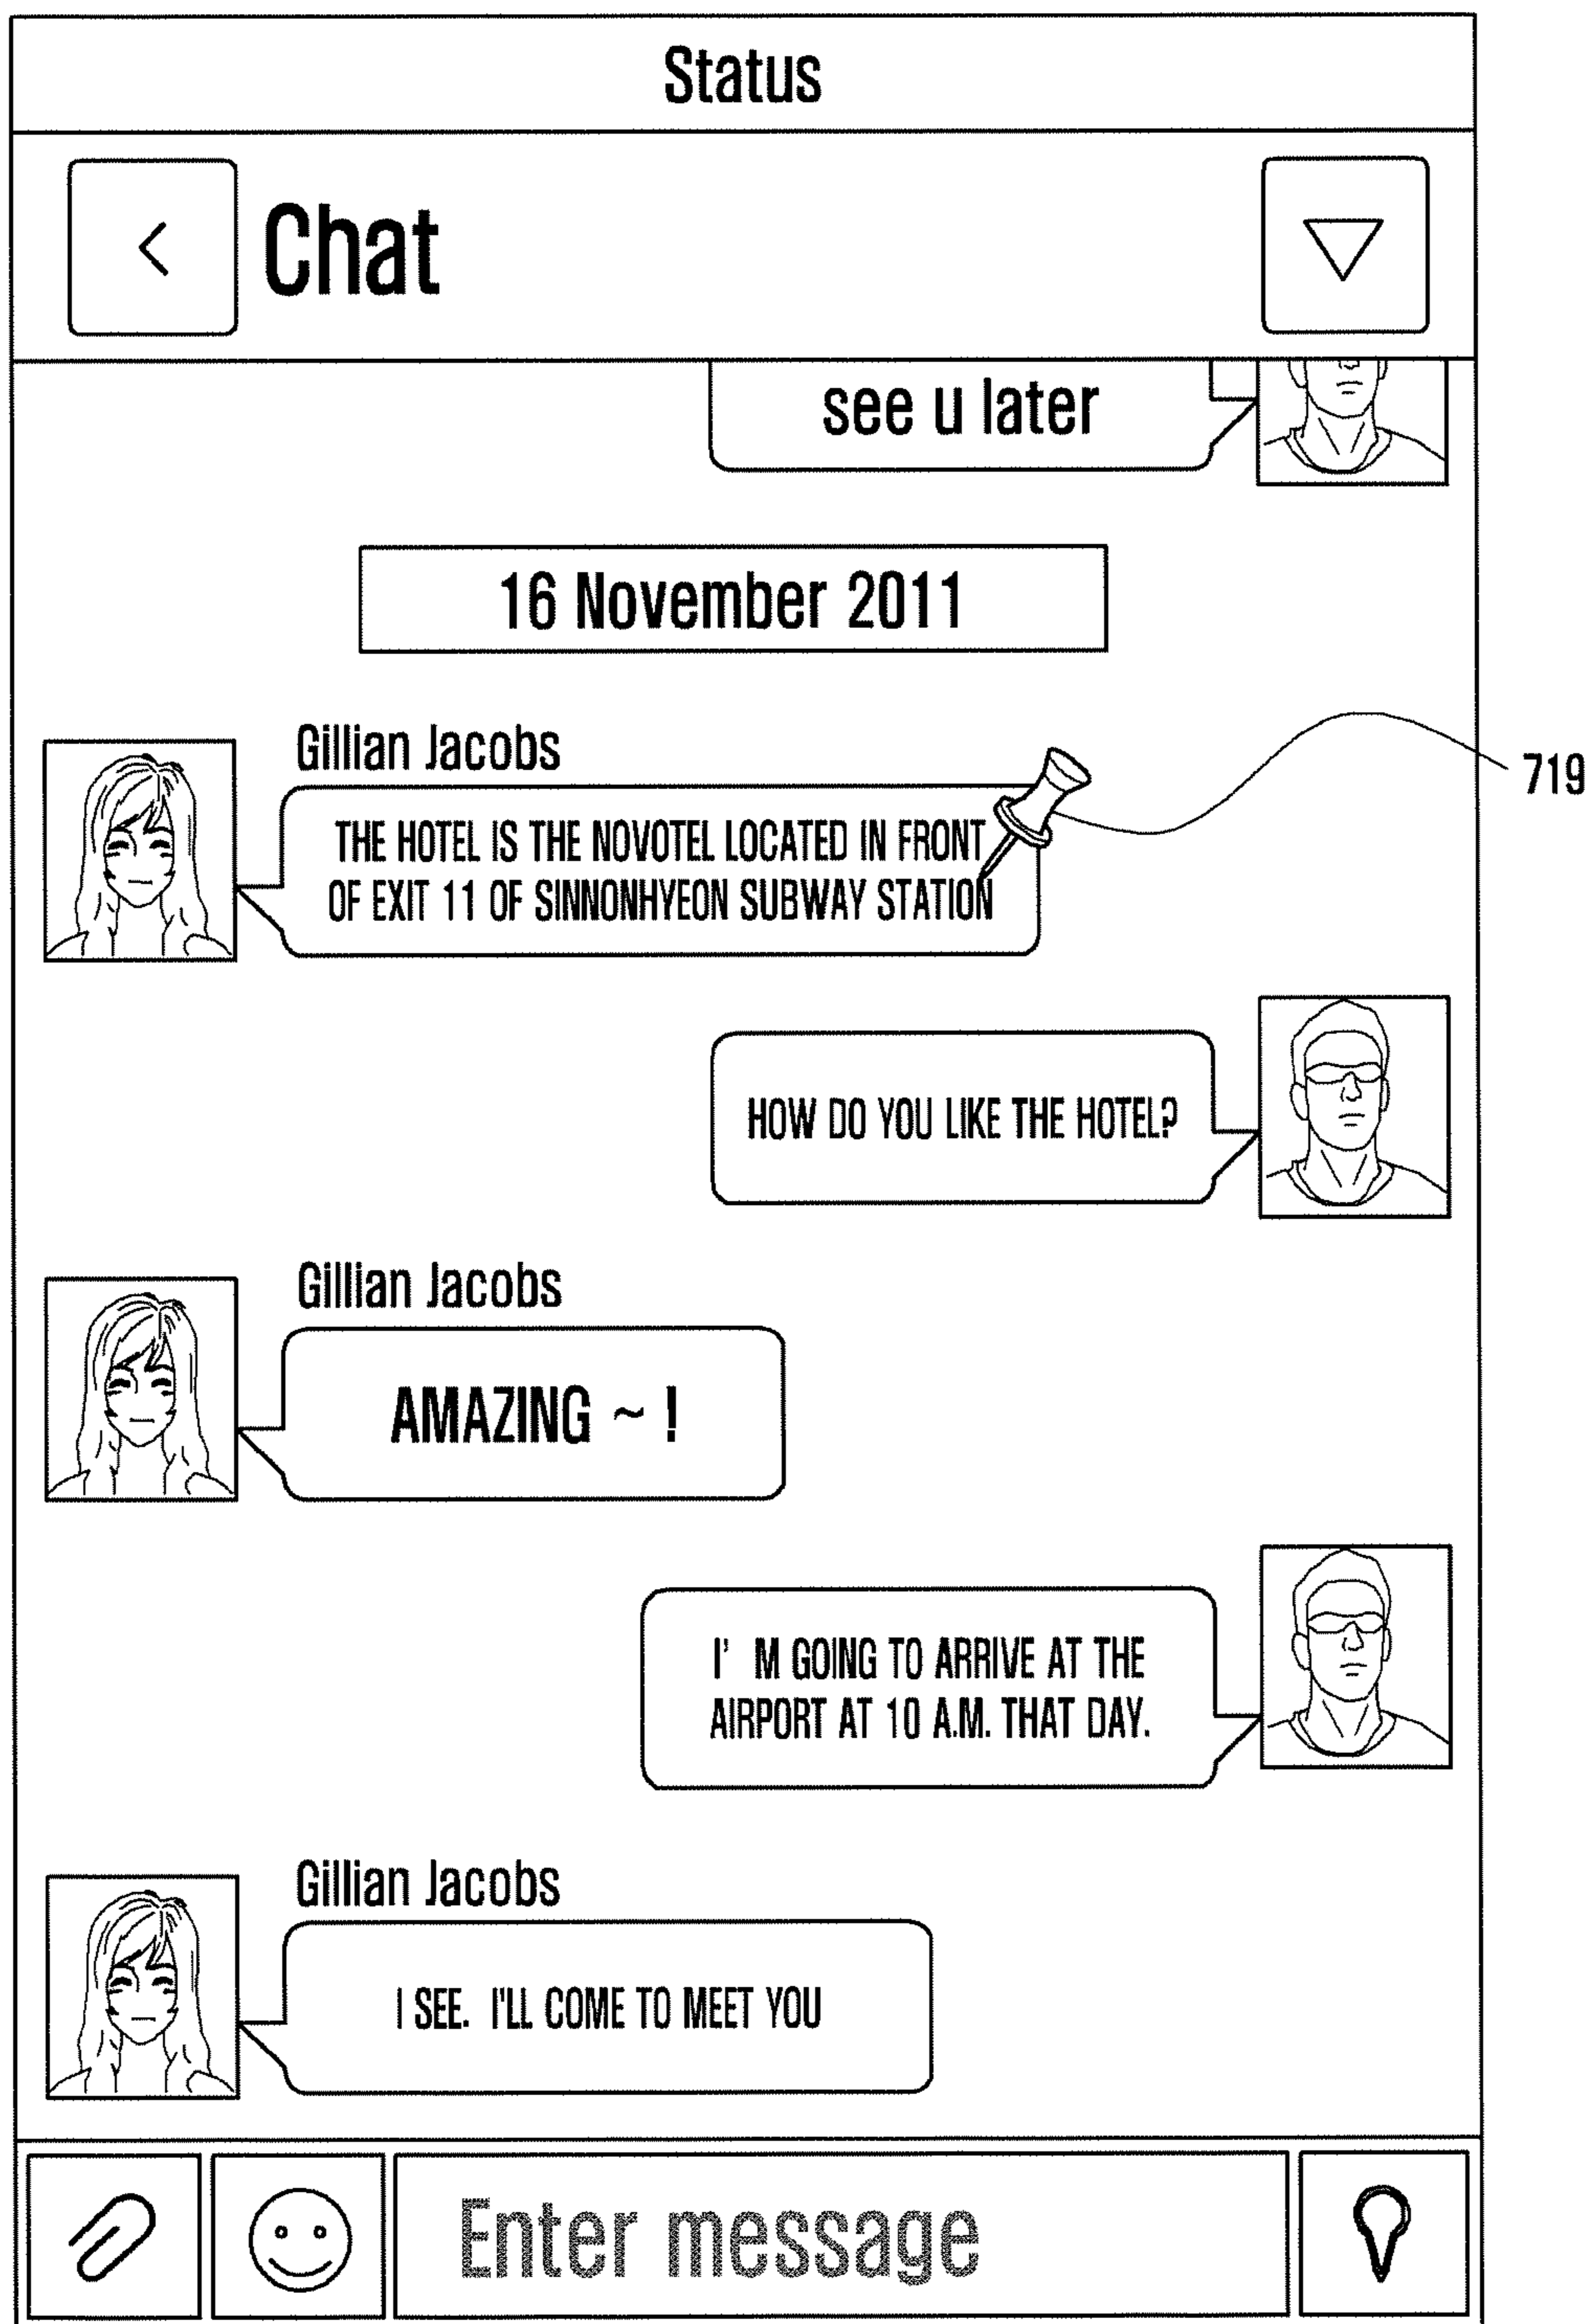 Status
Chat
see u later
16 November 2011
Gillian Jacobs
719
THE HOTEL IS THE NOVOTEL LOCATED IN FRONT
OF EXIT 11 OF SINNONHYEON SUBWAY STATION
HOW DO YOU LIKE THE HOTEL?
Gillian Jacobs
AMAZING ~ !
I' M GOING TO ARRIVE AT THE
AIRPORT AT 10 A.M. THAT DAY.
Gillian Jacobs
I SEE. I'LL COME TO MEET YOU
Enter message